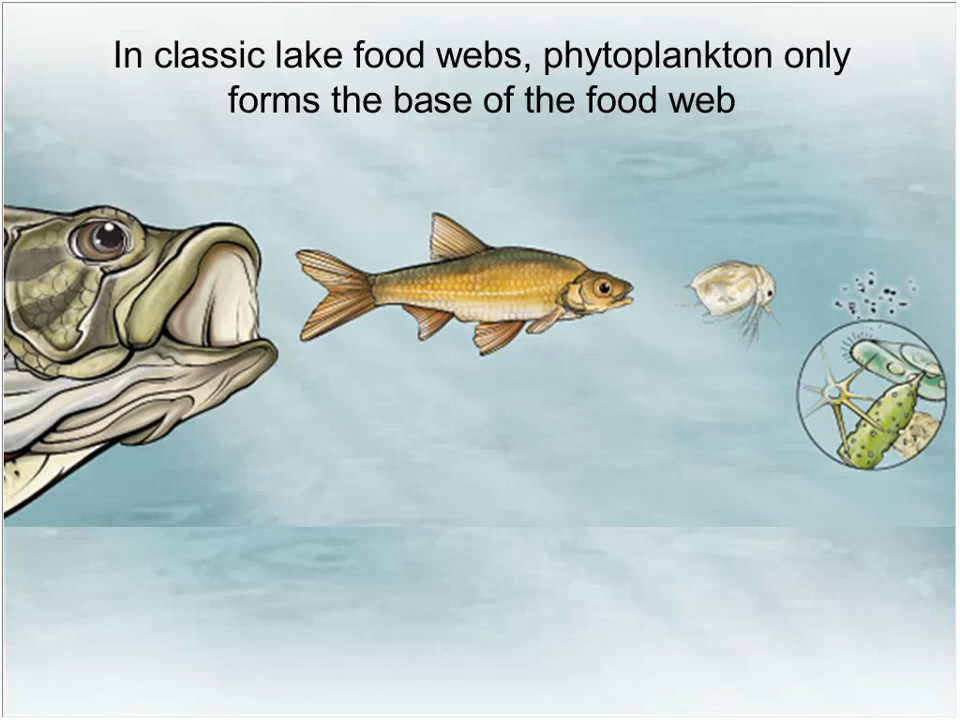 In classic lake food webs, phytoplankton only
forms the base of the food web